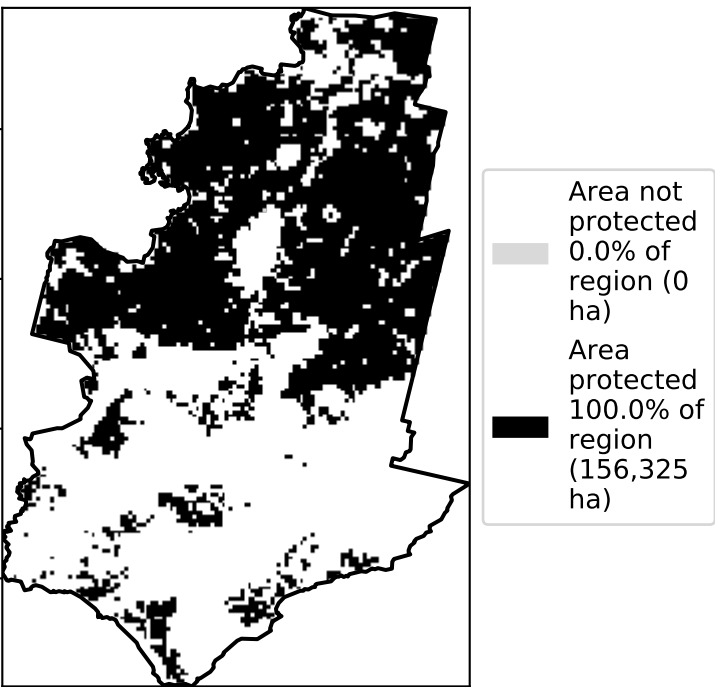 Area not
protected
0.0% of
region (0
ha)
Area
protected
100.0% of
region
(156,325
ha)